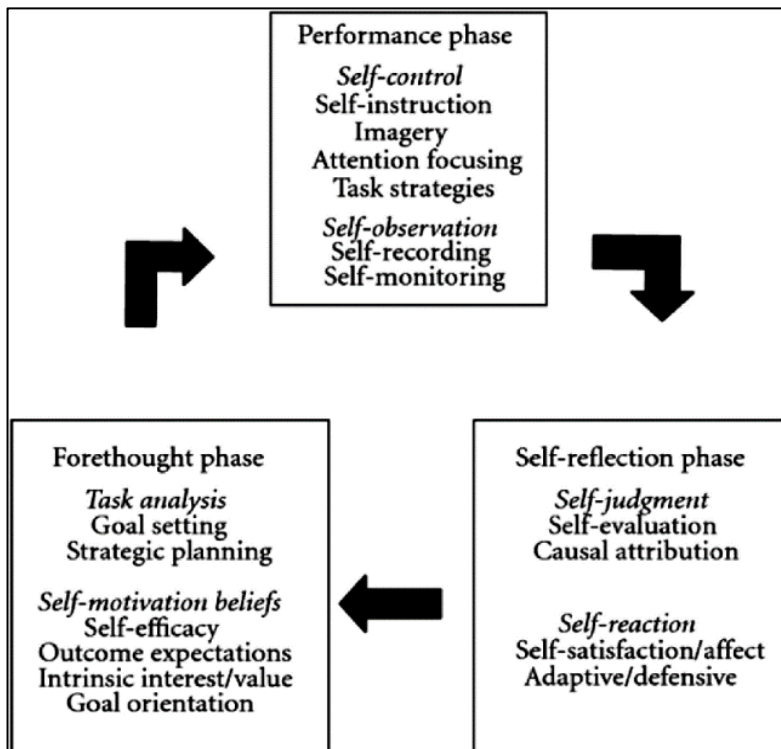 Performance phase
Self-control
Self-instruction
Imagery
Attention focusing
Task strategies
Self-observation
Self-recording
Self-monitoring
Forethought phase
Task analysis
Goal setting
Strategic planning
Self-motivation beliefs
Self-efficacy
Outcome expectations
Intrinsic interest/value
Goal orientation
Self-reflection phase
Self-judgment
Self-evaluation
Causal attribution
Self-reaction
Self-satisfaction/affect
Adaptive/defensive